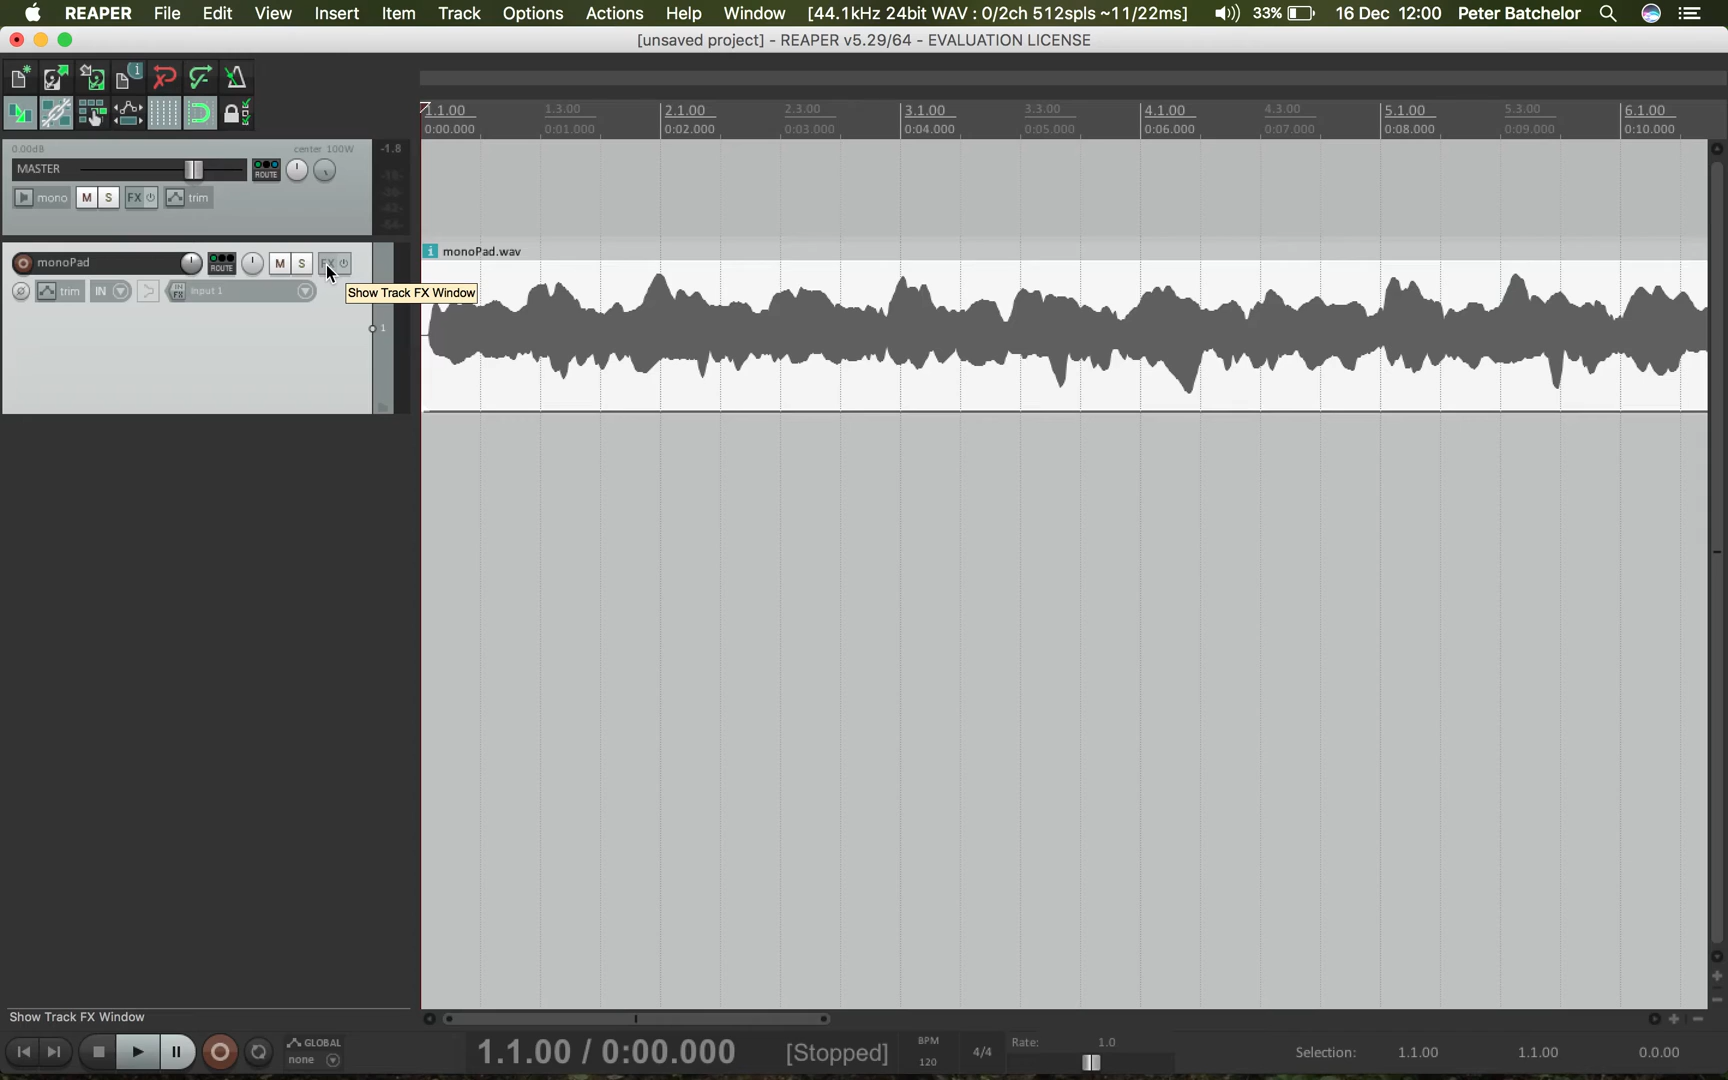 REAPER File Edit View Insert Item Track Options Actions Help Window [44.1kHz 24bit WAV : 0/2ch 512spls ~11/22ms] 33% 16 Dec 12:00 Peter Batchelor
[unsaved project] - REAPER v5.29/64 - EVALUATION LICENSE
1.1.00 1.3.00 2.1.00 2.3.00 3.1.00 3.3.00 4.1.00 4.3.00 5.1.00 5.3.00 6.1.00
0:00.000 0:01.000 0:02.000 0:03.000 0:04.000 0:05.000 0:06.000 0:07.000 0:08.000 0:09.000 0:10.000
0.00dB center 100W -1.8
MASTER ROUTE -18-
-30-
mono M S FX trim -42-
-54-
monoPad ROUTE M S FX
monoPad.wav
trim IN IN FX Input 1
Show Track FX Window
1
Show Track FX Window
GLOBAL
none
1.1.00 / 0:00.000 [Stopped]
BPM
120
4/4
Rate: 1.0
Selection: 1.1.00 1.1.00 0.0.00